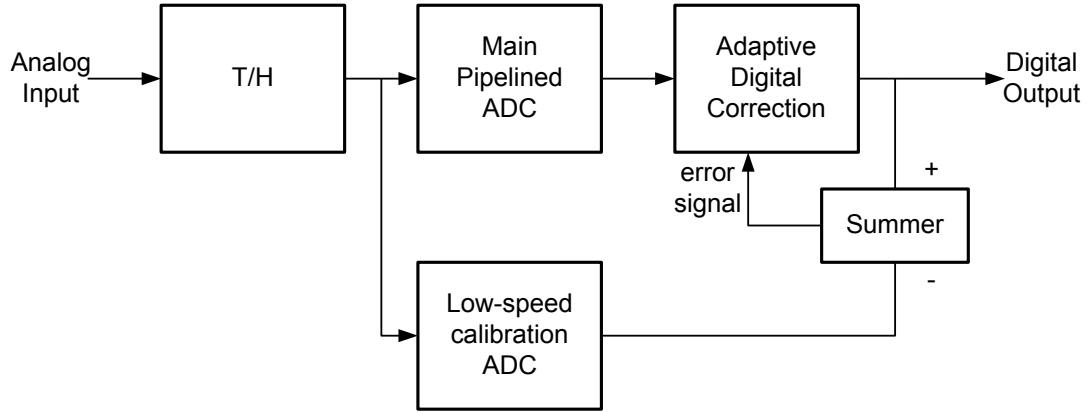 Analog
Input
T/H
Main
Pipelined
ADC
Adaptive
Digital
Correction
Digital
Output
error
signal
+
Summer
-
Low-speed
calibration
ADC